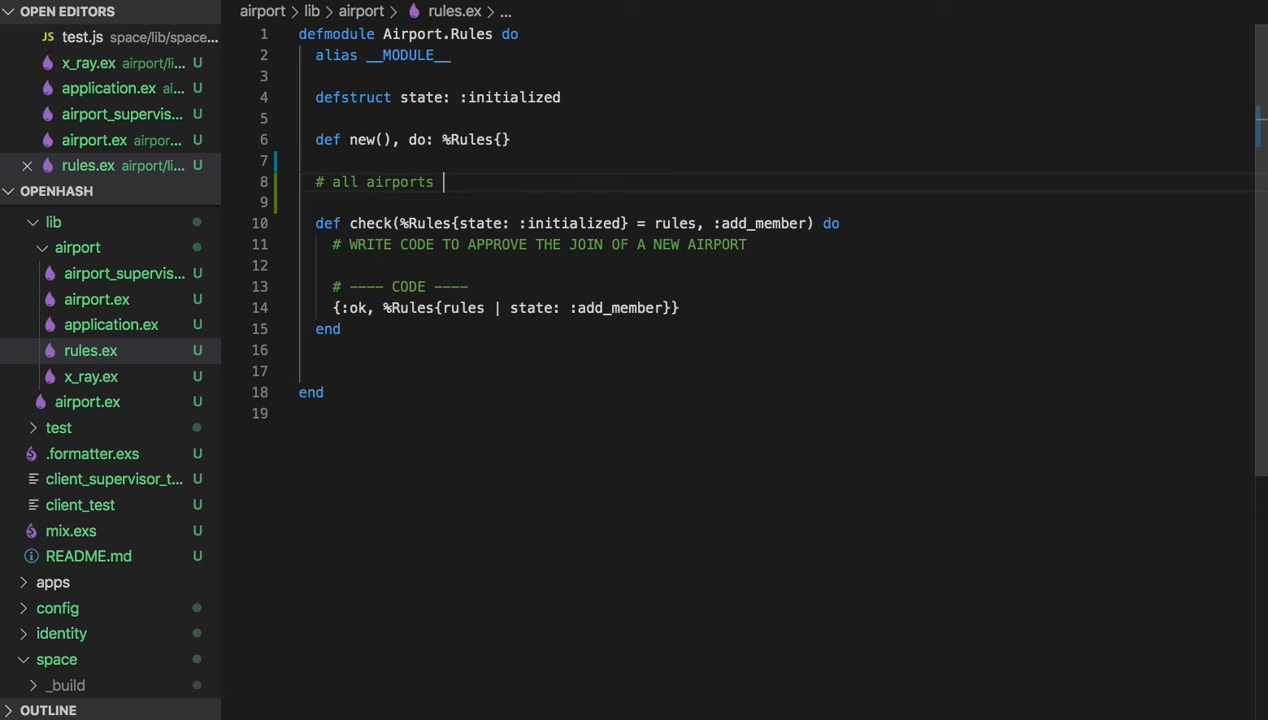 OPEN EDITORS
JS test.js space/lib/space...
x_ray.ex airport/li... U
application.ex ai... U
airport_supervis... U
airport.ex airpor... U
rules.ex airport/li... U
OPENHASH
lib
airport
airport_supervis... U
airport.ex U
application.ex U
rules.ex U
x_ray.ex U
airport.ex U
test
.formatter.exs U
client_supervisor_t... U
client_test U
mix.exs U
README.md U
apps
config
identity
space
_build
OUTLINE
airport > lib > airport > rules.ex > ...
1 defmodule Airport.Rules do
2 alias __MODULE__
3
4 defstruct state: :initialized
5
6 def new(), do: %Rules{}
7
8 # all airports
9
10 def check(%Rules{state: :initialized} = rules, :add_member) do
11 # WRITE CODE TO APPROVE THE JOIN OF A NEW AIRPORT
12
13 # ---- CODE ----
14 {:ok, %Rules{rules | state: :add_member}}
15 end
16
17
18 end
19